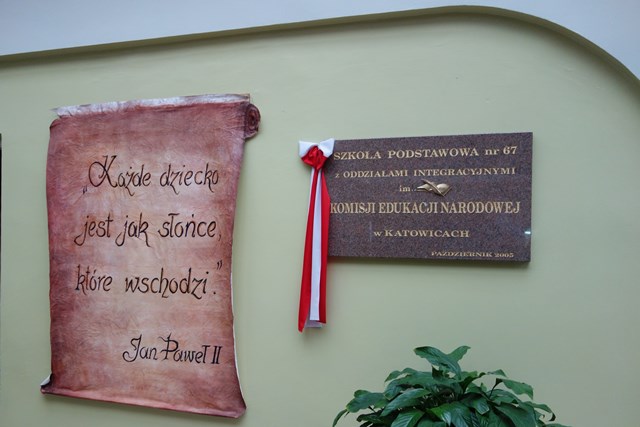 „Każde dziecko
jest jak słońce,
które wschodzi."
Jan Paweł II
SZKOŁA PODSTAWOWA nr 67
z ODDZIAŁAMI INTEGRACYJNYMI
im.
KOMISJI EDUKACJI NARODOWEJ
w KATOWICACH
PAŹDZIERNIK 2005